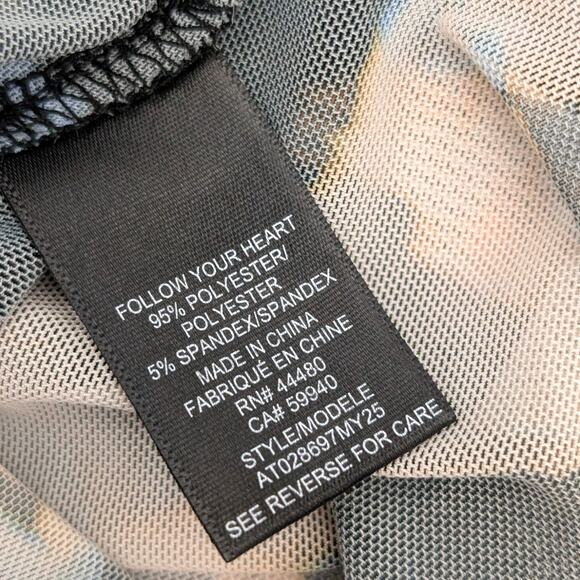 FOLLOW YOUR HEART
95% POLYESTER/
POLYESTER
5% SPANDEX/SPANDEX
MADE IN CHINA
FABRIQUÉ EN CHINE
RN# 44480
CA# 59940
STYLE/MODELE
AT028697MY25
SEE REVERSE FOR CARE